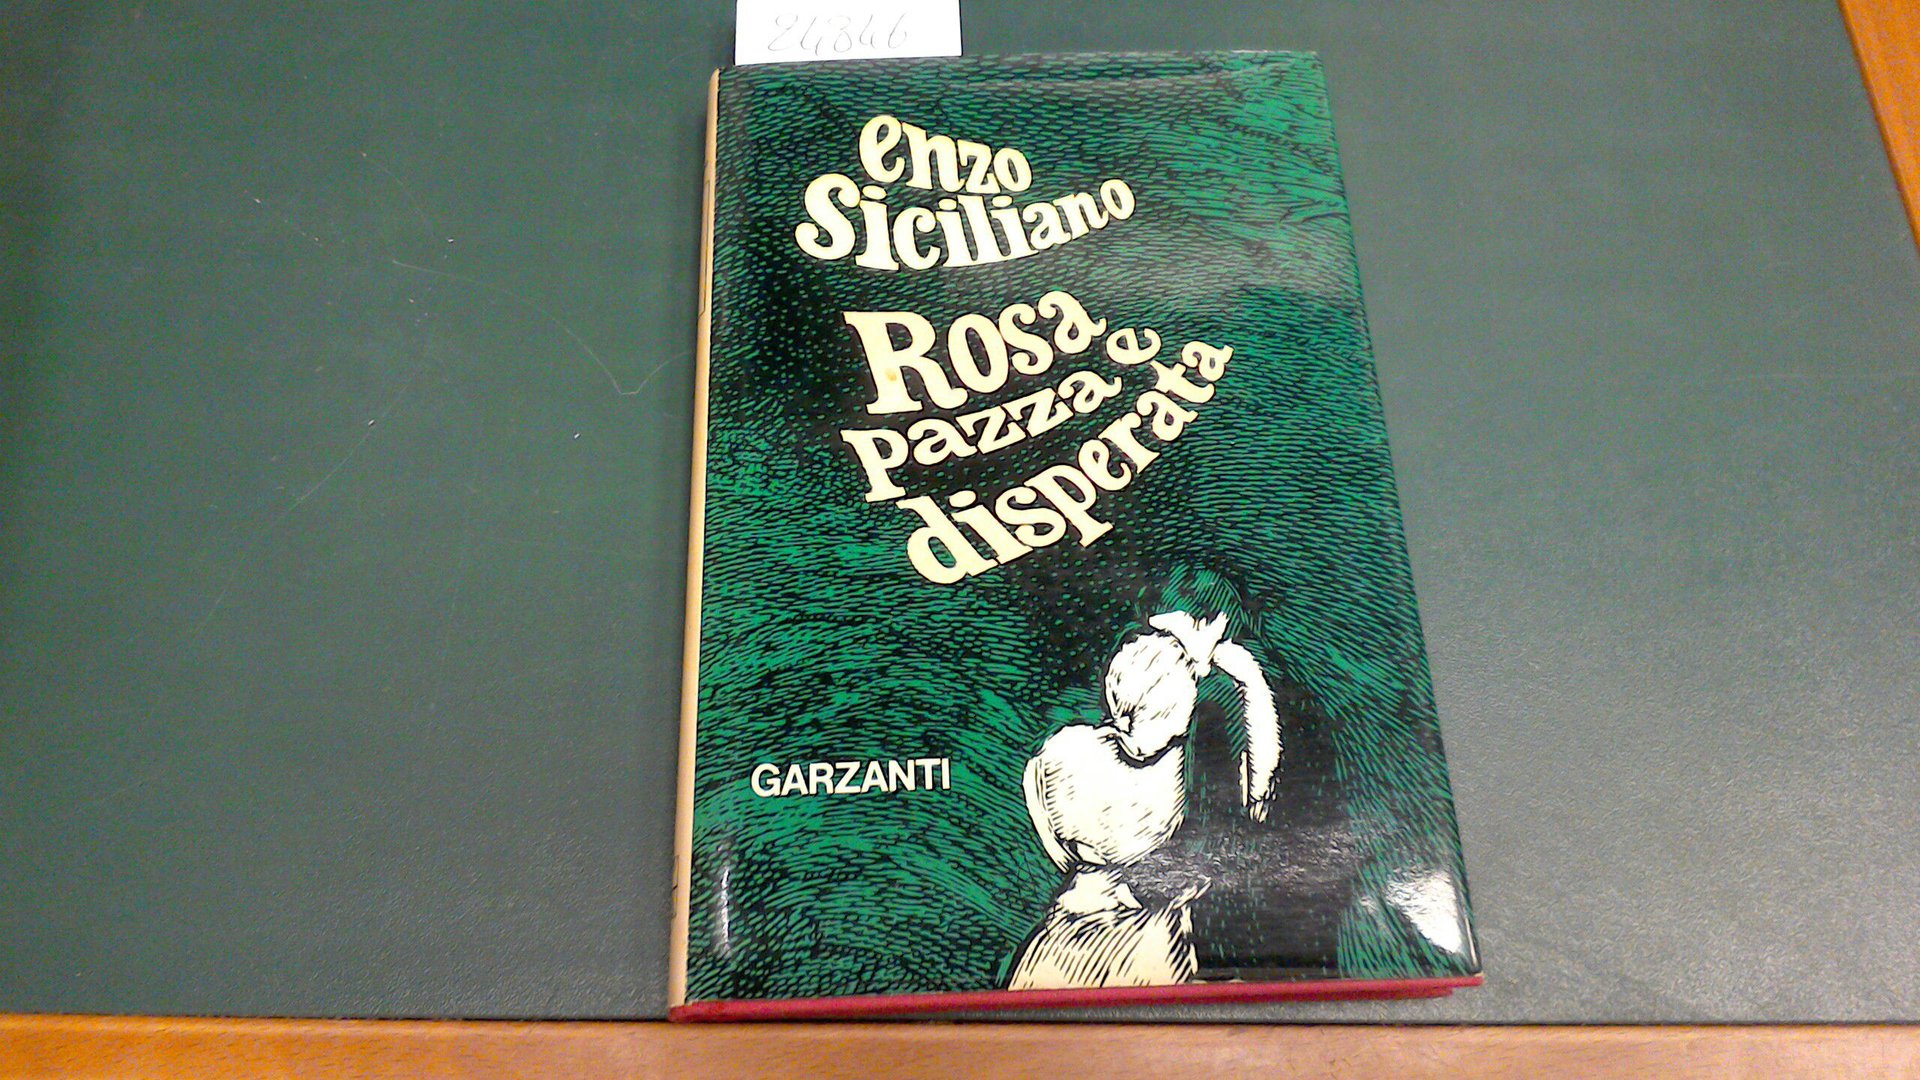 24846
enzo
Siciliano
Rosa
pazza e
disperata
GARZANTI